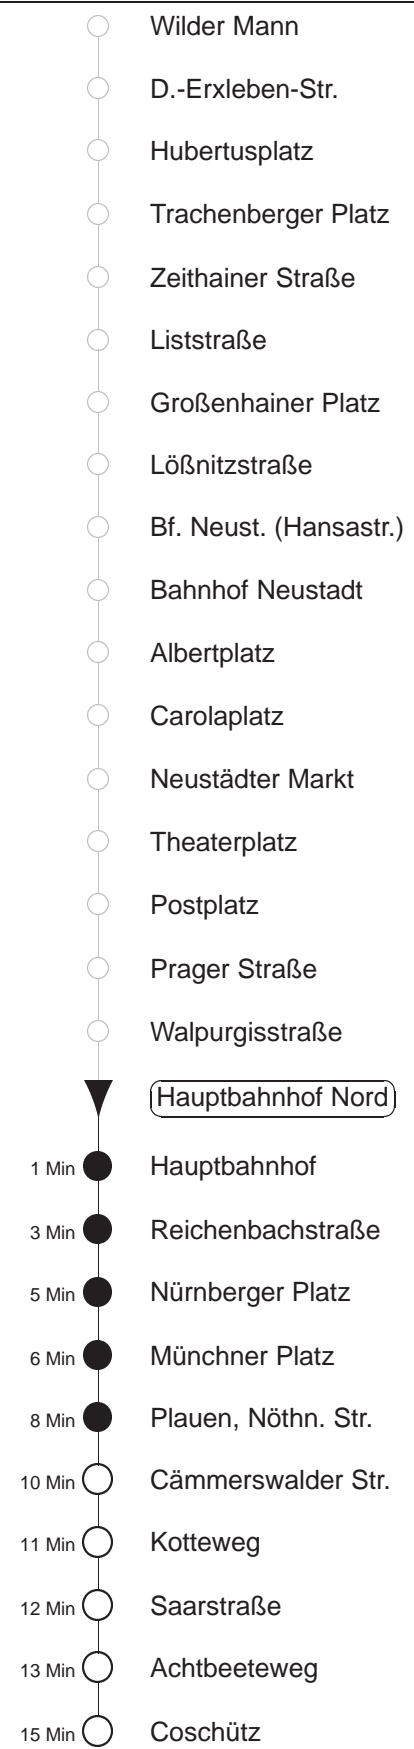 Wilder Mann
D.-Erxleben-Str.
Hubertusplatz
Trachenberger Platz
Zeithainer Straße
Liststraße
Großenhainer Platz
Lößnitzstraße
Bf. Neust. (Hansastr.)
Bahnhof Neustadt
Albertplatz
Carolaplatz
Neustädter Markt
Theaterplatz
Postplatz
Prager Straße
Walpurgisstraße
Hauptbahnhof Nord
1 Min Hauptbahnhof
3 Min Reichenbachstraße
5 Min Nürnberger Platz
6 Min Münchner Platz
8 Min Plauen, Nöthn. Str.
10 Min Cämmerswalder Str.
11 Min Kotteweg
12 Min Saarstraße
13 Min Achtbeeteweg
15 Min Coschütz